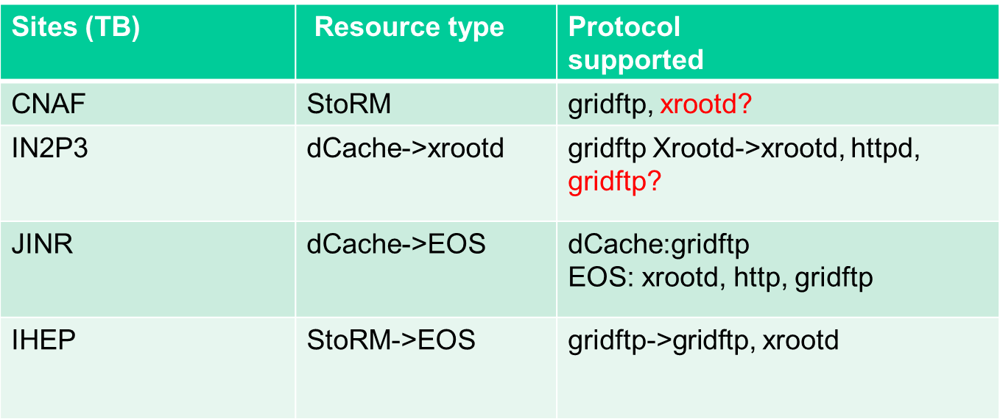 Sites (TB) Resource type Protocol
supported
CNAF StoRM gridftp, xrootd?
IN2P3 dCache->xrootd gridftp Xrootd->xrootd, httpd,
gridftp?
JINR dCache->EOS dCache:gridftp
EOS: xrootd, http, gridftp
IHEP StoRM->EOS gridftp->gridftp, xrootd